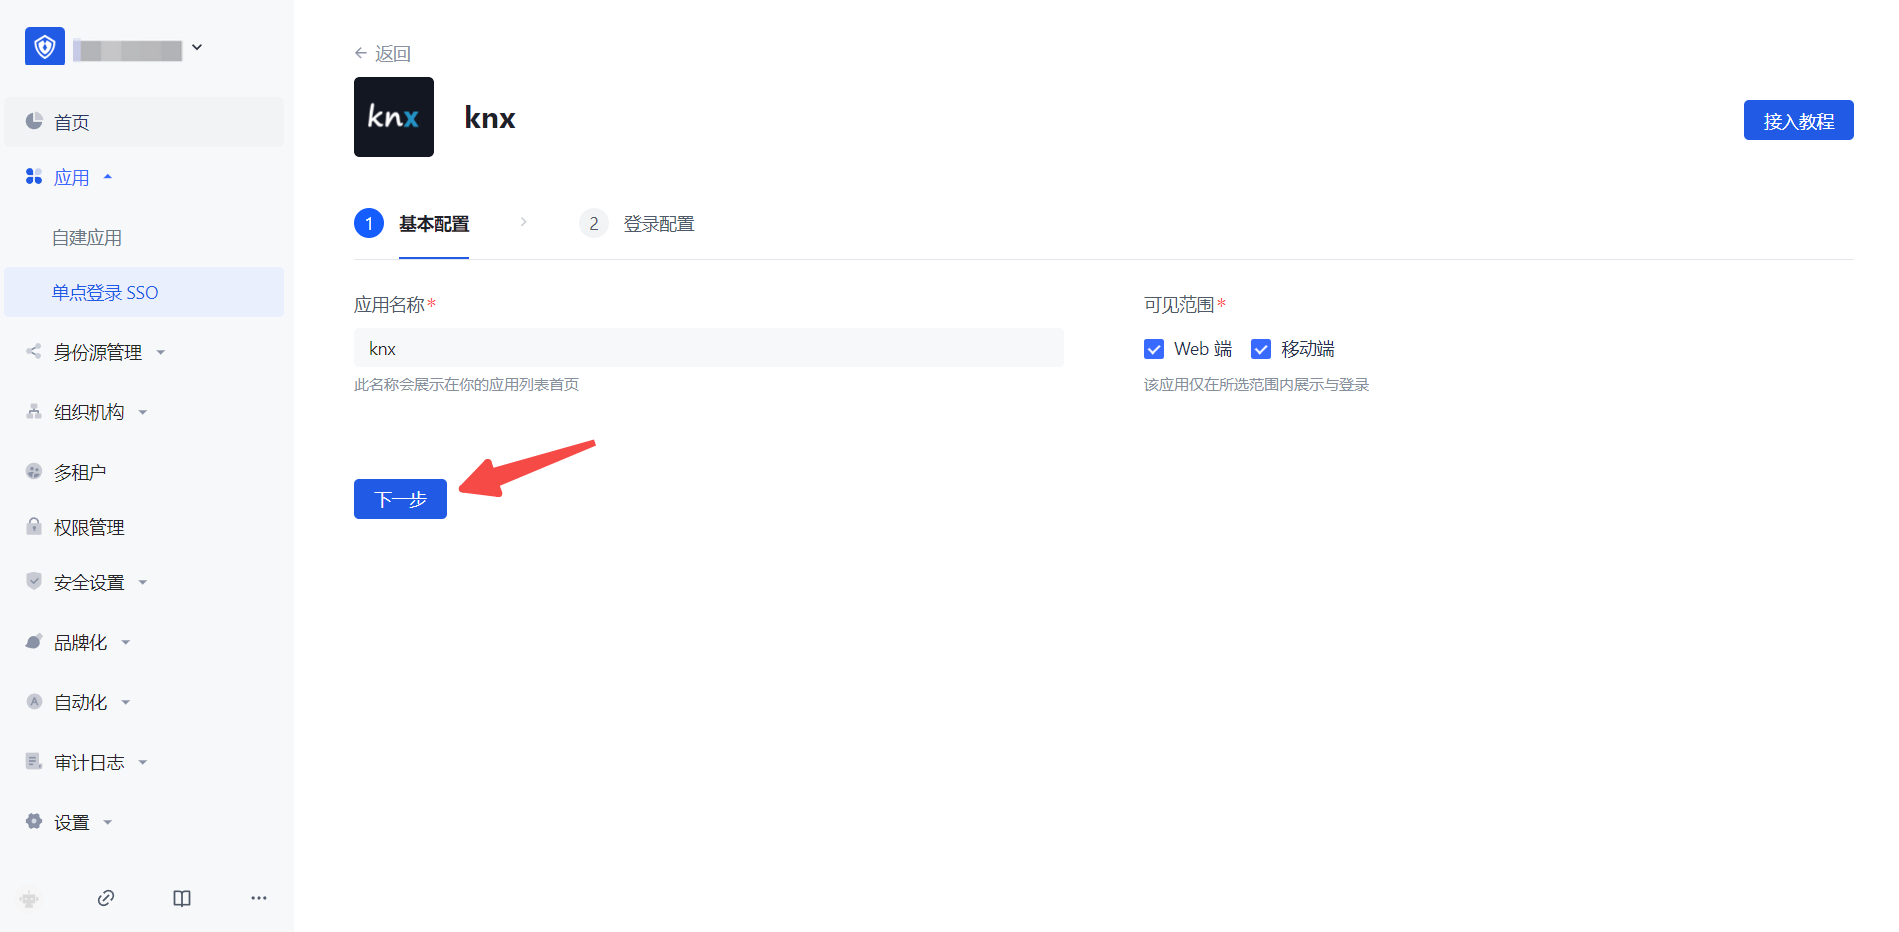 首页
应用
自建应用
单点登录 SSO
身份源管理
组织机构
多租户
权限管理
安全设置
品牌化
自动化
审计日志
设置
返回
knx
knx
接入教程
1 基本配置
2 登录配置
应用名称*
knx
此名称会展示在你的应用列表首页
可见范围*
Web 端 移动端
该应用仅在所选范围内展示与登录
下一步